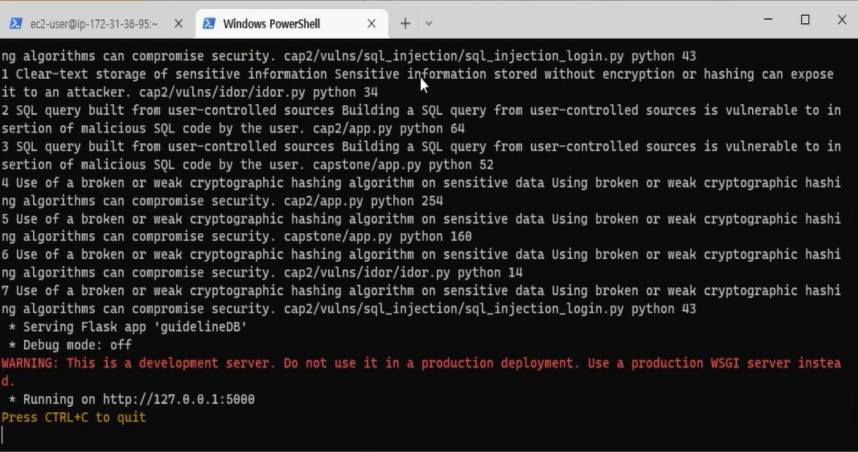 ec2-user@ip-172-31-36-95:~
Windows PowerShell
ng algorithms can compromise security. cap2/vulns/sql_injection/sql_injection_login.py python 43
1 Clear-text storage of sensitive information Sensitive information stored without encryption or hashing can expose
it to an attacker. cap2/vulns/idor/idor.py python 34
2 SQL query built from user-controlled sources Building a SQL query from user-controlled sources is vulnerable to in
sertion of malicious SQL code by the user. cap2/app.py python 64
3 SQL query built from user-controlled sources Building a SQL query from user-controlled sources is vulnerable to in
sertion of malicious SQL code by the user. capstone/app.py python 52
4 Use of a broken or weak cryptographic hashing algorithm on sensitive data Using broken or weak cryptographic hashi
ng algorithms can compromise security. cap2/app.py python 254
5 Use of a broken or weak cryptographic hashing algorithm on sensitive data Using broken or weak cryptographic hashi
ng algorithms can compromise security. capstone/app.py python 160
6 Use of a broken or weak cryptographic hashing algorithm on sensitive data Using broken or weak cryptographic hashi
ng algorithms can compromise security. cap2/vulns/idor/idor.py python 14
7 Use of a broken or weak cryptographic hashing algorithm on sensitive data Using broken or weak cryptographic hashi
ng algorithms can compromise security. cap2/vulns/sql_injection/sql_injection_login.py python 43
* Serving Flask app 'guidelineDB'
* Debug mode: off
WARNING: This is a development server. Do not use it in a production deployment. Use a production WSGI server instea
d.
* Running on http://127.0.0.1:5000
Press CTRL+C to quit